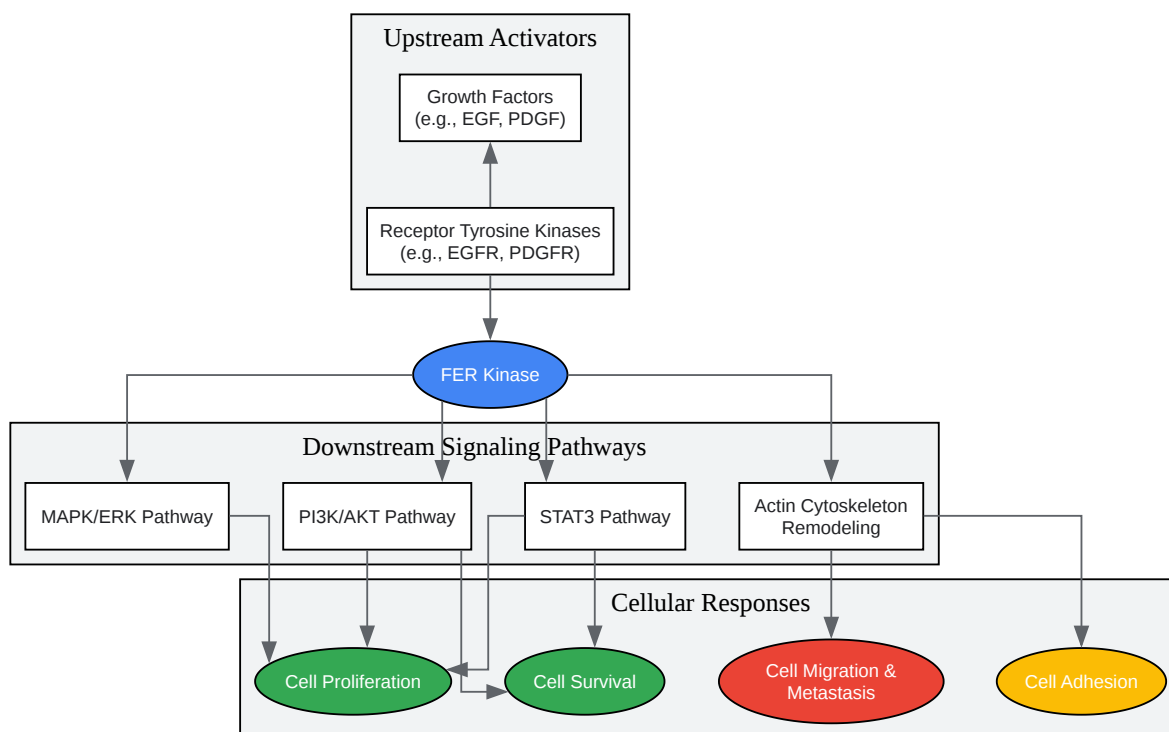 Upstream Activators
Growth Factors
(e.g., EGF, PDGF)
Receptor Tyrosine Kinases
(e.g., EGFR, PDGFR)
FER Kinase
Downstream Signaling Pathways
MAPK/ERK Pathway
PI3K/AKT Pathway
STAT3 Pathway
Actin Cytoskeleton
Remodeling
Cellular Responses
Cell Proliferation
Cell Survival
Cell Migration &
Metastasis
Cell Adhesion